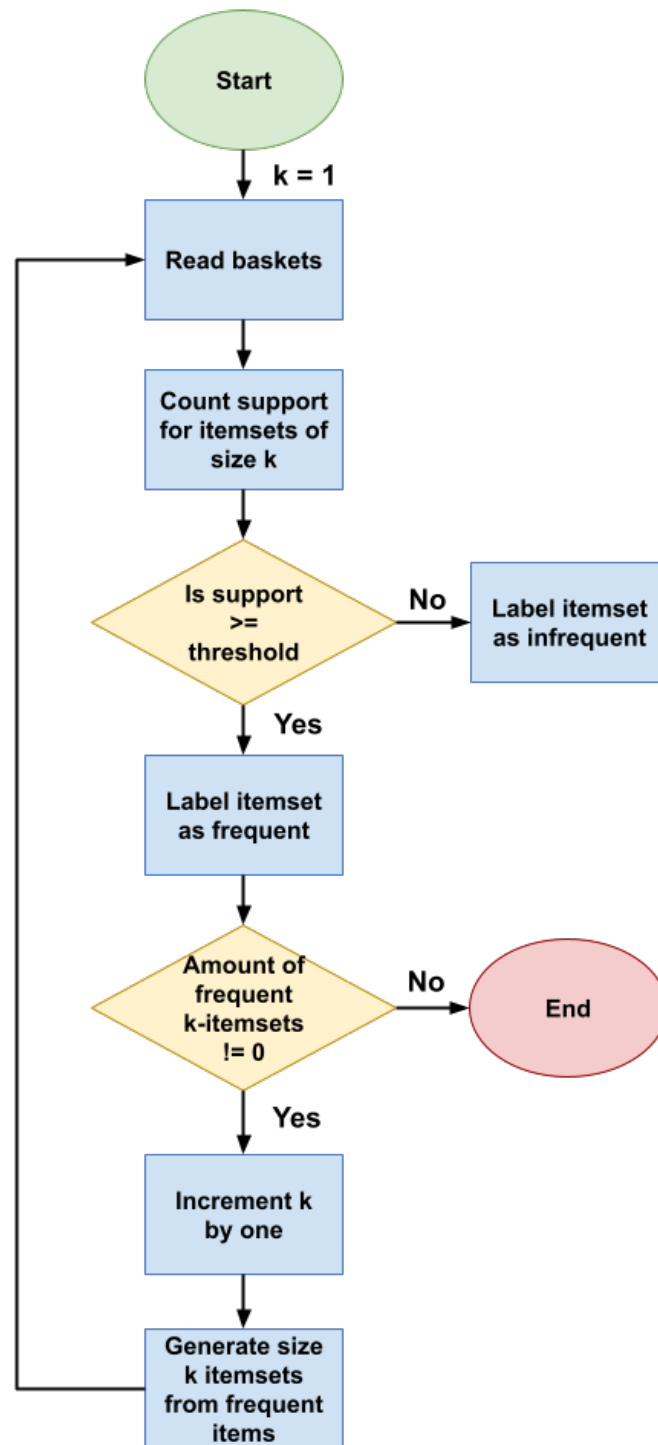 Start
k = 1
Read baskets
Count support
for itemsets of
size k
Is support
>=
threshold
No
Label itemset
as infrequent
Yes
Label itemset
as frequent
Amount of
frequent
k-itemsets
!= 0
No
End
Yes
Increment k
by one
Generate size
k itemsets
from frequent
items